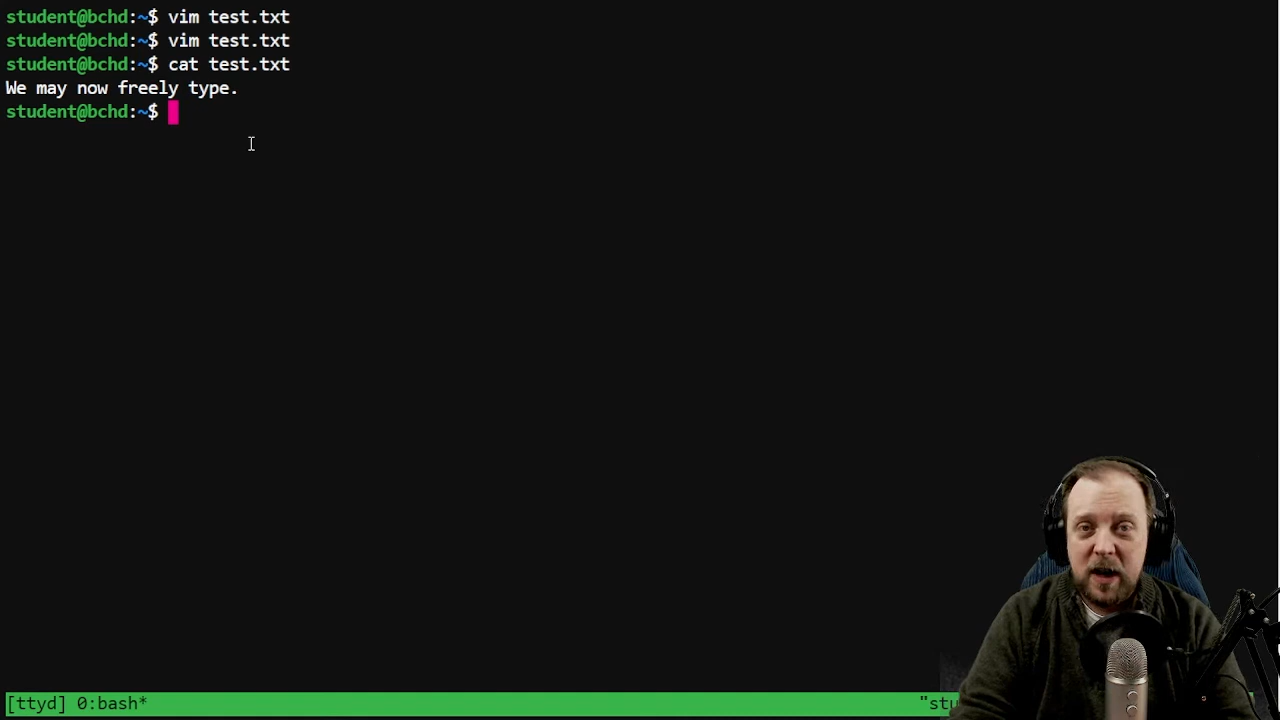 student@bchd:~$ vim test.txt
student@bchd:~$ vim test.txt
student@bchd:~$ cat test.txt
We may now freely type.
student@bchd:~$
[ttyd] 0:bash* "stu